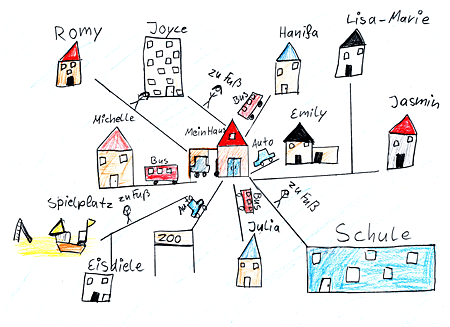 Romy
Joyce
Hanißa
Lisa-Marie
zu Fuß
Bus
Jasmin
Michelle
Mein Haus
Emily
Auto
Bus
Spielplatz
zu Fuß
Auto
Bus
zu Fuß
ZOO
Julia
Schule
Eisdiele